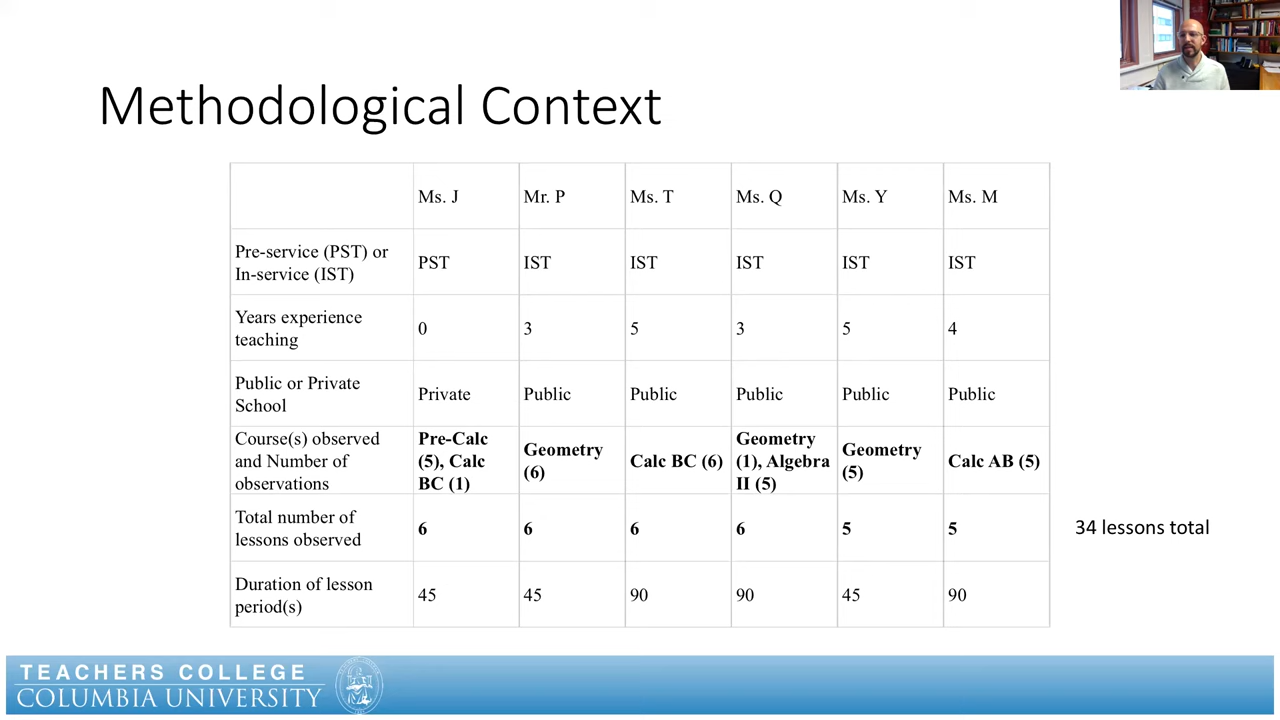 Methodological Context
Ms. J
Mr. P
Ms. T
Ms. Q
Ms. Y
Ms. M
Pre-service (PST) or
In-service (IST)
PST
IST
IST
IST
IST
IST
Years experience
teaching
0
3
5
3
5
4
Public or Private
School
Private
Public
Public
Public
Public
Public
Course(s) observed
and Number of
observations
Pre-Calc
(5), Calc
BC (1)
Geometry
(6)
Calc BC (6)
Geometry
(1), Algebra
II (5)
Geometry
(5)
Calc AB (5)
Total number of
lessons observed
6
6
6
6
5
5
34 lessons total
Duration of lesson
period(s)
45
45
90
90
45
90
TEACHERS COLLEGE
COLUMBIA UNIVERSITY